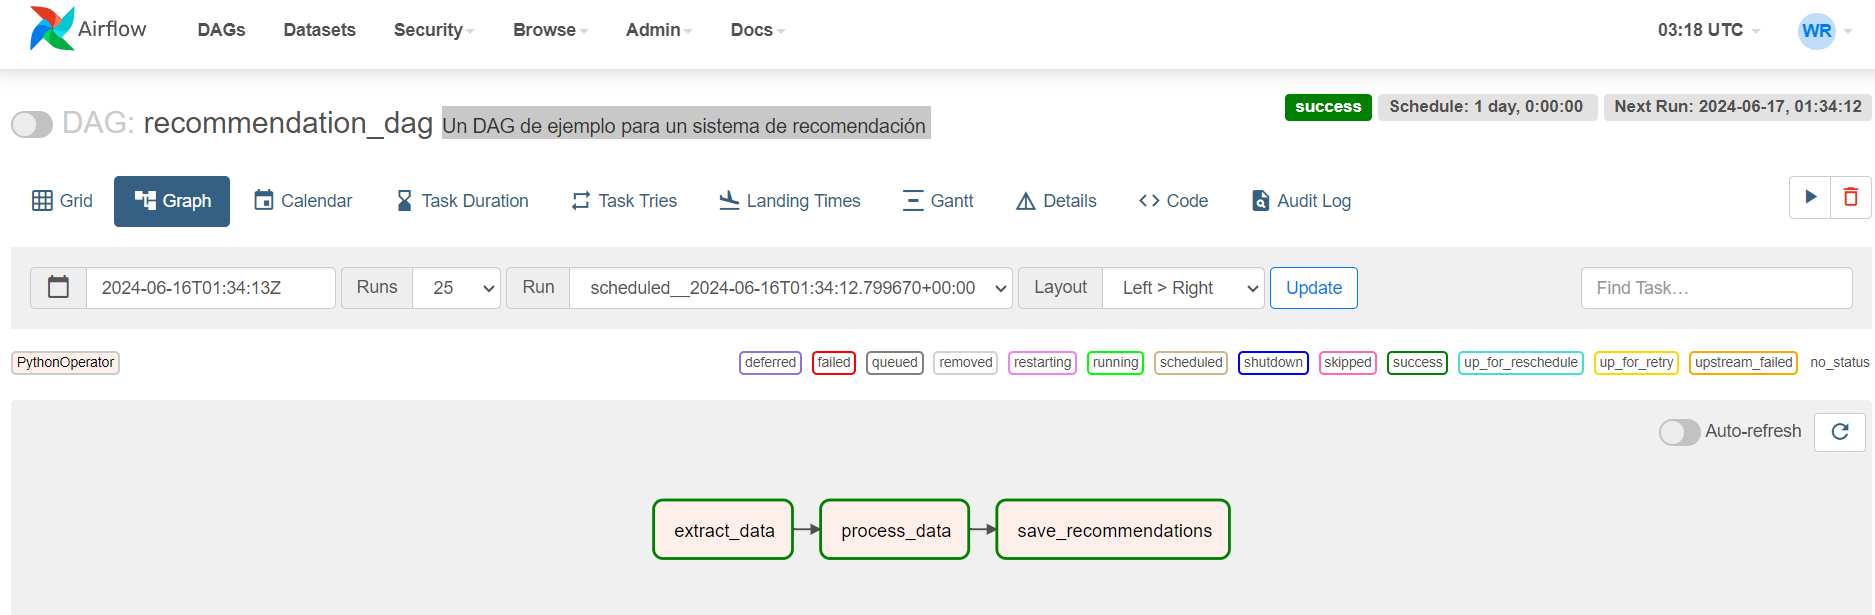 Airflow DAGs Datasets Security Browse Admin Docs 03:18 UTC WR
DAG: recommendation_dag Un DAG de ejemplo para un sistema de recomendación success Schedule: 1 day, 0:00:00 Next Run: 2024-06-17, 01:34:12
Grid Graph Calendar Task Duration Task Tries Landing Times Gantt Details Code Audit Log
2024-06-16T01:34:13Z Runs 25 Run scheduled__2024-06-16T01:34:12.799670+00:00 Layout Left > Right Update Find Task…
PythonOperator deferred failed queued removed restarting running scheduled shutdown skipped success up_for_reschedule up_for_retry upstream_failed no_status
Auto-refresh
extract_data process_data save_recommendations